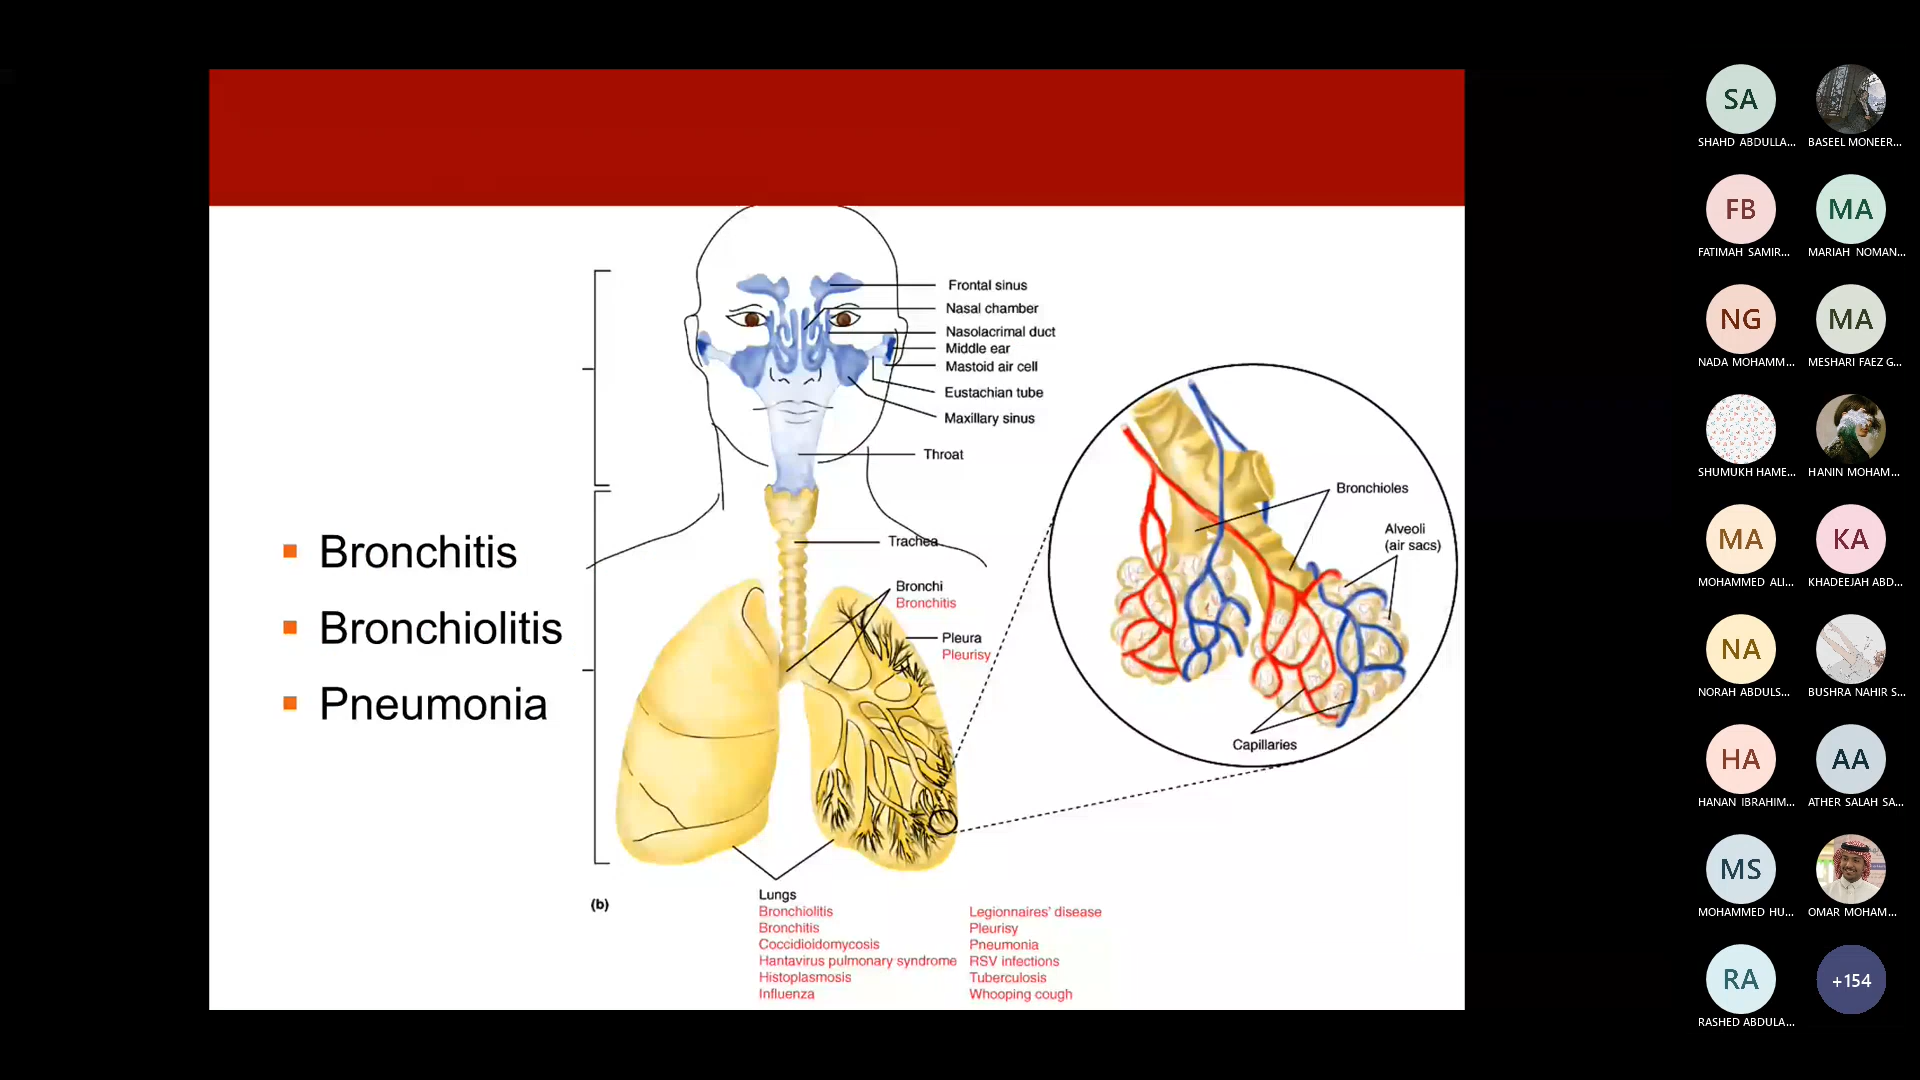 Bronchitis
Bronchiolitis
Pneumonia
Frontal sinus
Nasal chamber
Nasolacrimal duct
Middle ear
Mastoid air cell
Eustachian tube
Maxillary sinus
Throat
Trachea
Bronchi
Bronchitis
Pleura
Pleurisy
Bronchioles
Alveoli
(air sacs)
Capillaries
(b)
Lungs
Bronchiolitis
Bronchitis
Coccidioidomycosis
Hantavirus pulmonary syndrome
Histoplasmosis
Influenza
Legionnaires' disease
Pleurisy
Pneumonia
RSV infections
Tuberculosis
Whooping cough
SA
SHAHD ABDULLA...
BASEEL MONEER...
FB
FATIMAH SAMIR...
MA
MARIAH NOMAN...
NG
NADA MOHAMM...
MA
MESHARI FAEZ G...
SHUMUKH HAME...
HANIN MOHAM...
MA
MOHAMMED ALI...
KA
KHADEEJAH ABD...
NA
NORAH ABDULS...
BUSHRA NAHIR S...
HA
HANAN IBRAHIM...
AA
ATHER SALAH SA...
MS
MOHAMMED HU...
OMAR MOHAM...
RA
RASHED ABDULA...
+154